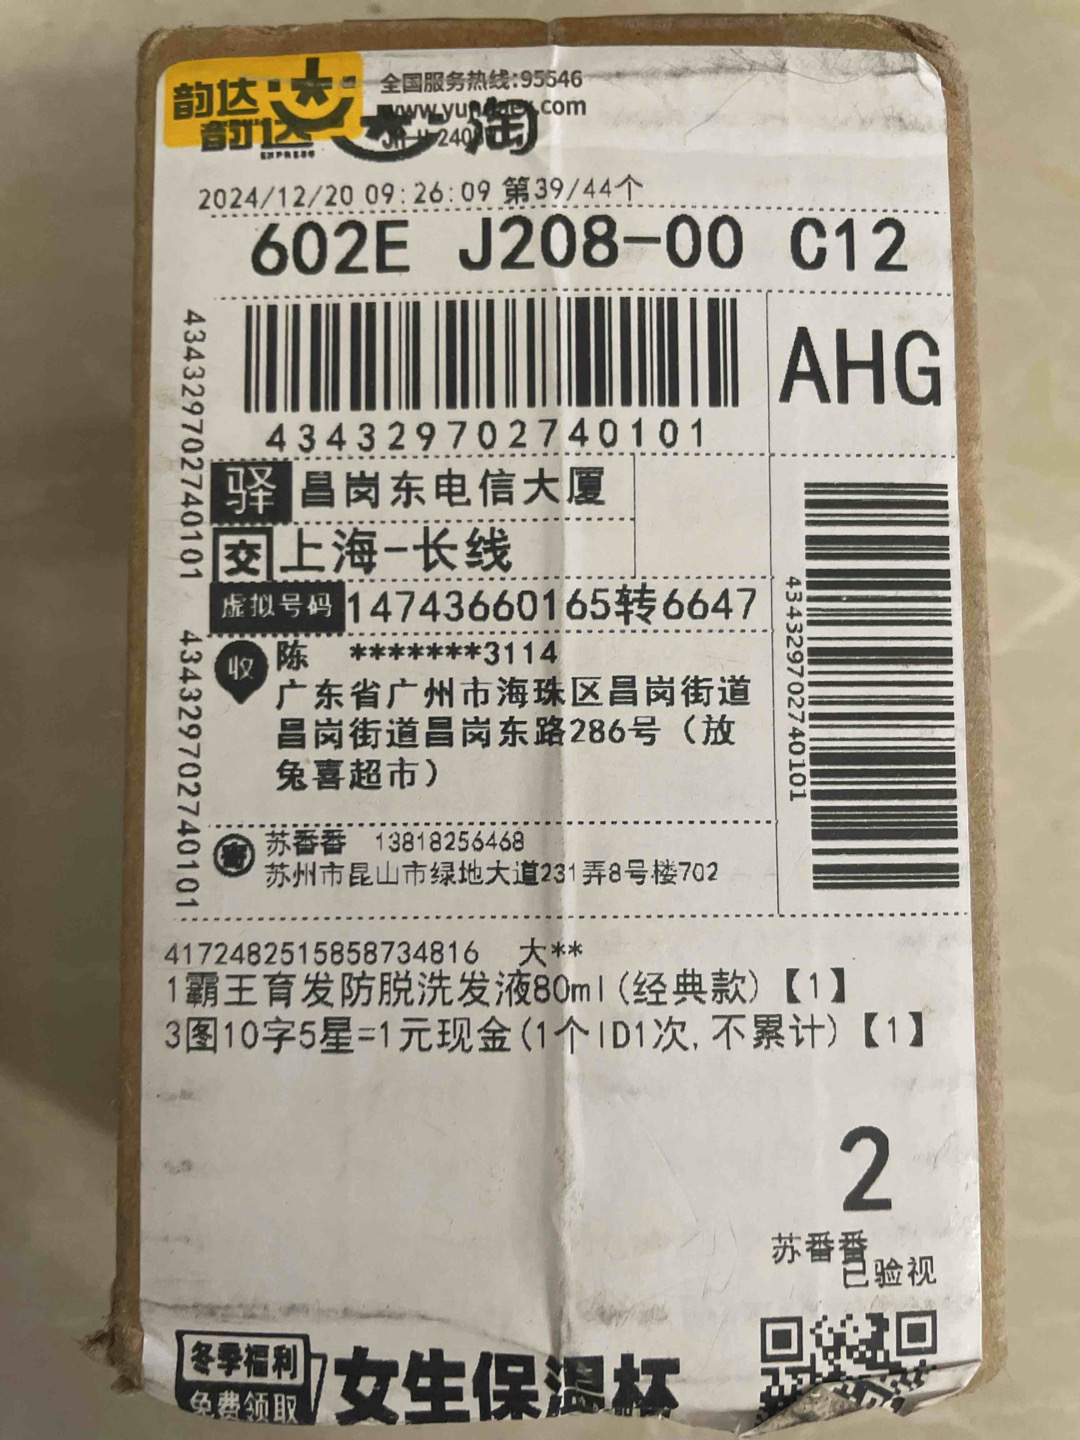 韵达
韵达
EXPRESS
全国服务热线:95546
淘
2024/12/20 09:26:09 第39/44个
602E J208-00 C12
434329702740101
AHG
434329702740101
驿 昌岗东电信大厦
交 上海-长线
虚拟号码 14743660165转6647
收 陈 *******3114
广东省广州市海珠区昌岗街道
昌岗街道昌岗东路286号（放
兔喜超市）
434329702740101
434329702740101
寄 苏番番 13818256468
苏州市昆山市绿地大道231弄8号楼702
4172482515858734816 大**
1霸王育发防脱洗发液80ml(经典款)【1】
3图10字5星=1元现金(1个ID1次,不累计)【1】
2
苏番番
已验视
冬季福利
免费领取
女生保温杯